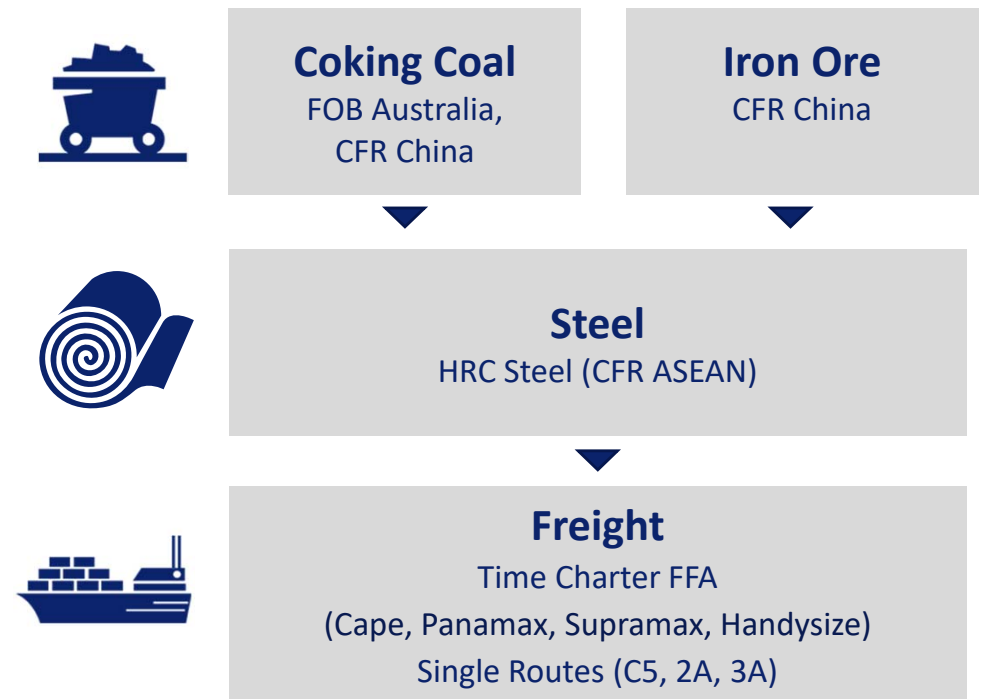 Coking Coal
FOB Australia,
CFR China
Iron Ore
CFR China
Steel
HRC Steel (CFR ASEAN)
Freight
Time Charter FFA
(Cape, Panamax, Supramax, Handysize)
Single Routes (C5, 2A, 3A)